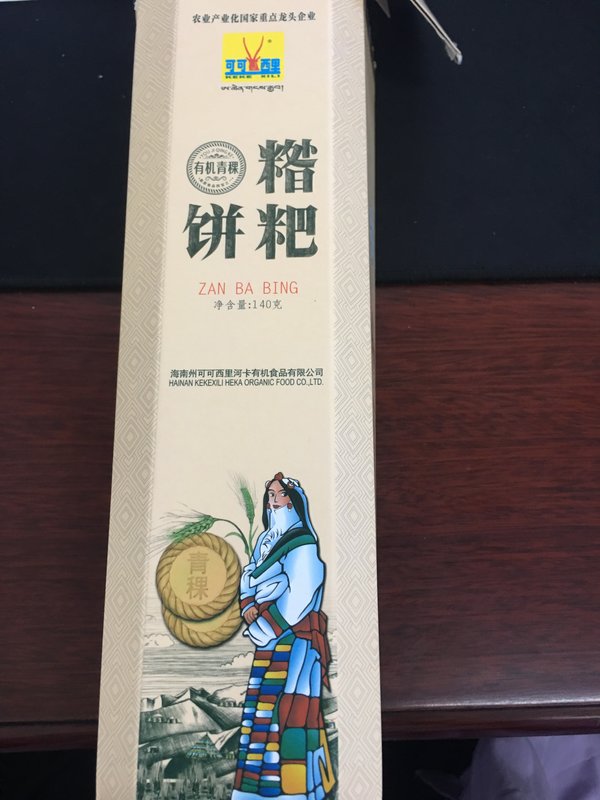 农业产业化国家重点龙头企业
可可西里
KEKE XILI
有机青稞
糌粑
饼
ZAN BA BING
净含量:140克
海南州可可西里河卡有机食品有限公司
HAINAN KEKEXILI HEKA ORGANIC FOOD CO.,LTD.
青稞